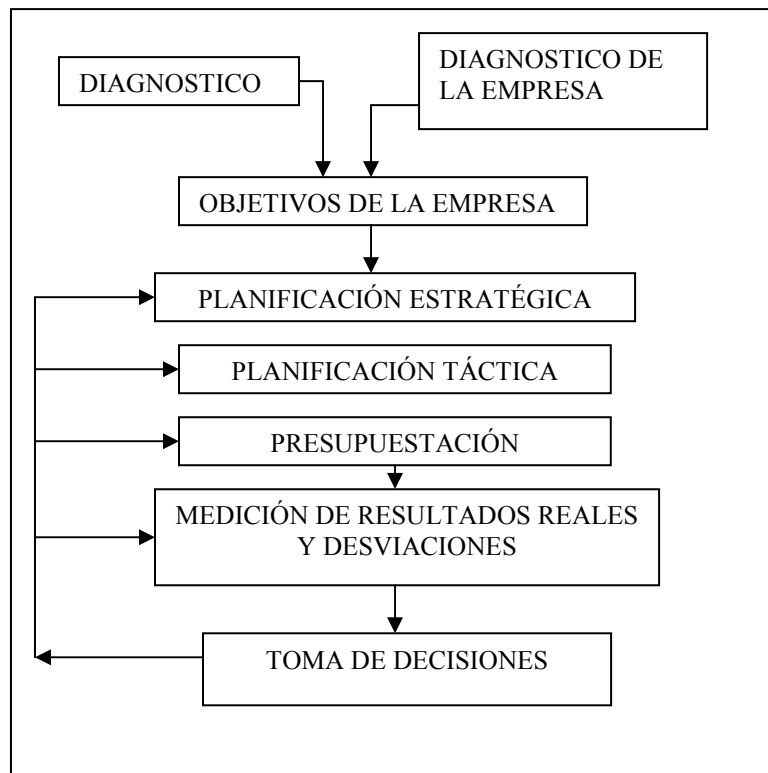 DIAGNOSTICO
DIAGNOSTICO DE
LA EMPRESA
OBJETIVOS DE LA EMPRESA
PLANIFICACIÓN ESTRATÉGICA
PLANIFICACIÓN TÁCTICA
PRESUPUESTACIÓN
MEDICIÓN DE RESULTADOS REALES
Y DESVIACIONES
TOMA DE DECISIONES